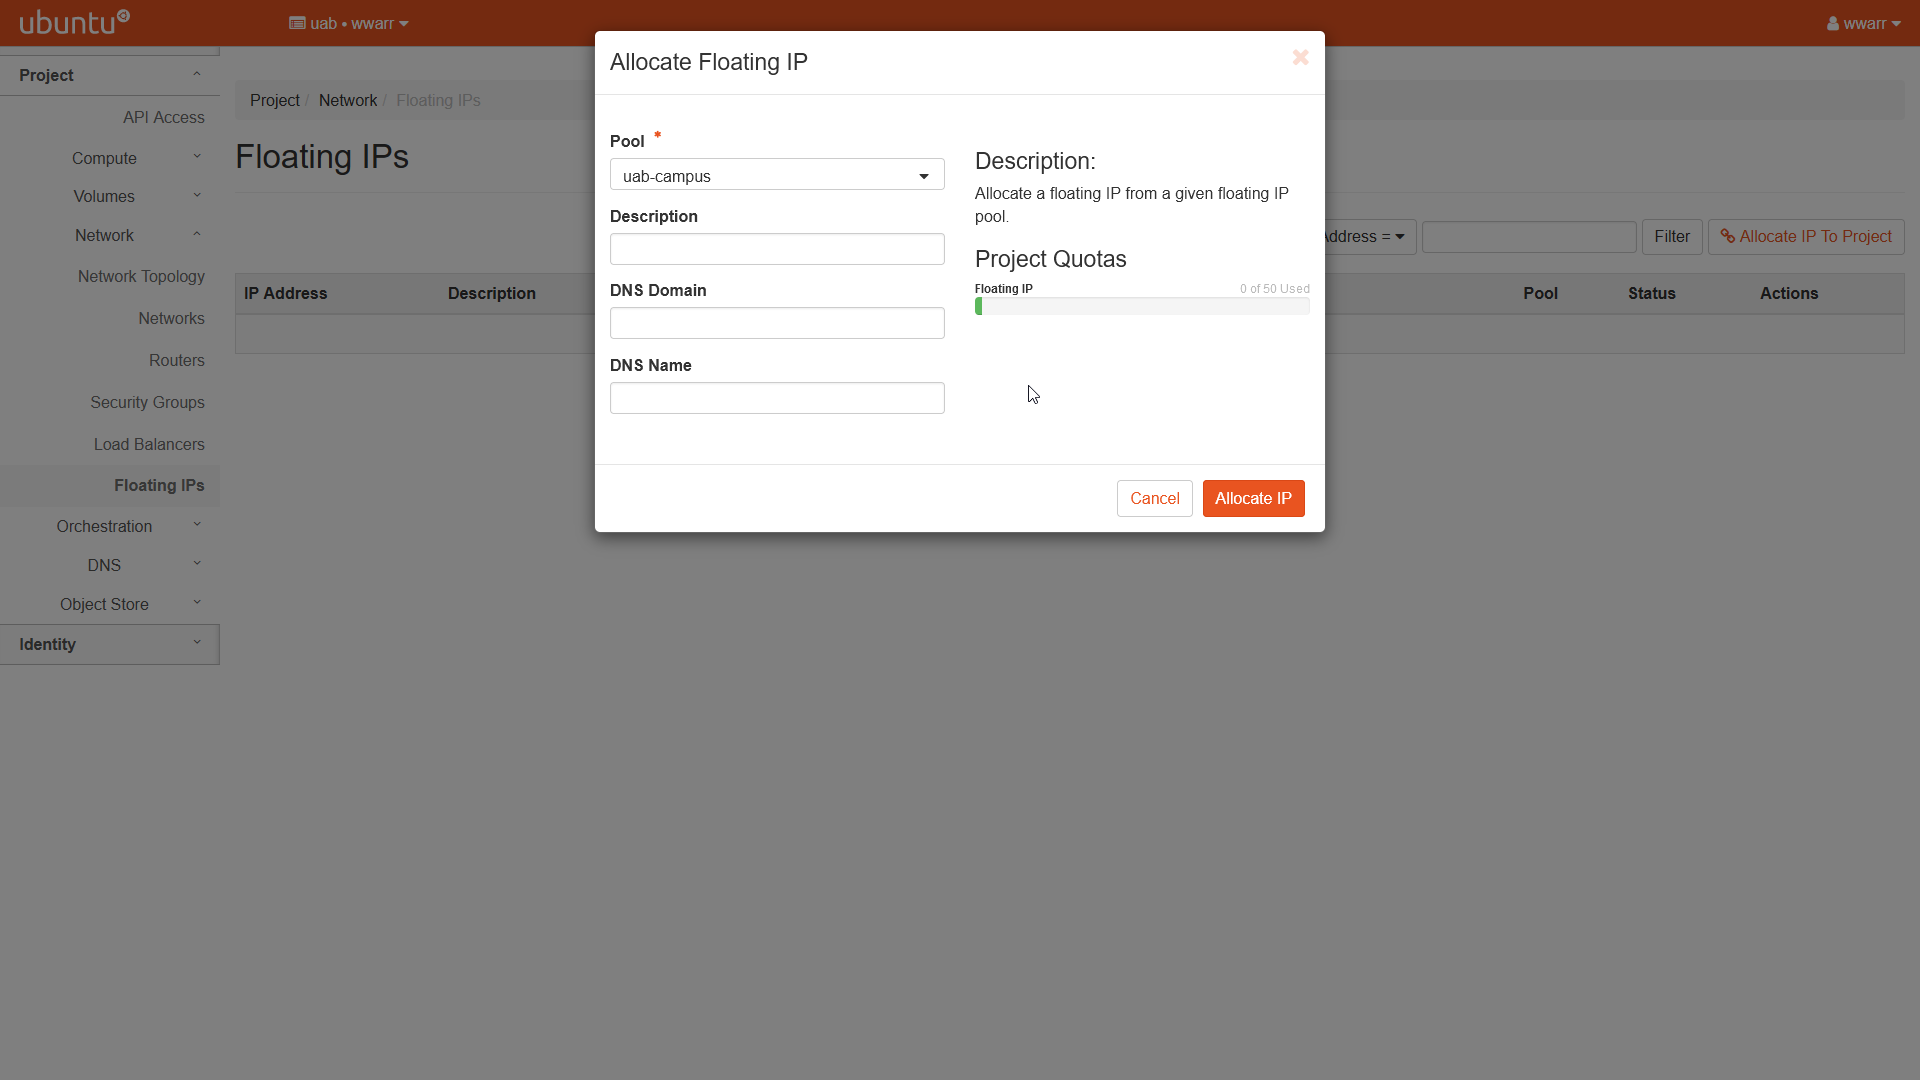 ubuntu
uab • wwarr
wwarr
Project
API Access
Compute
Volumes
Network
Network Topology
Networks
Routers
Security Groups
Load Balancers
Floating IPs
Orchestration
DNS
Object Store
Identity
Project / Network / Floating IPs
Floating IPs
Address =
Filter
Allocate IP To Project
IP Address
Description
Pool
Status
Actions
Allocate Floating IP
Pool *
uab-campus
Description
DNS Domain
DNS Name
Description:
Allocate a floating IP from a given floating IP
pool.
Project Quotas
Floating IP
0 of 50 Used
Cancel
Allocate IP